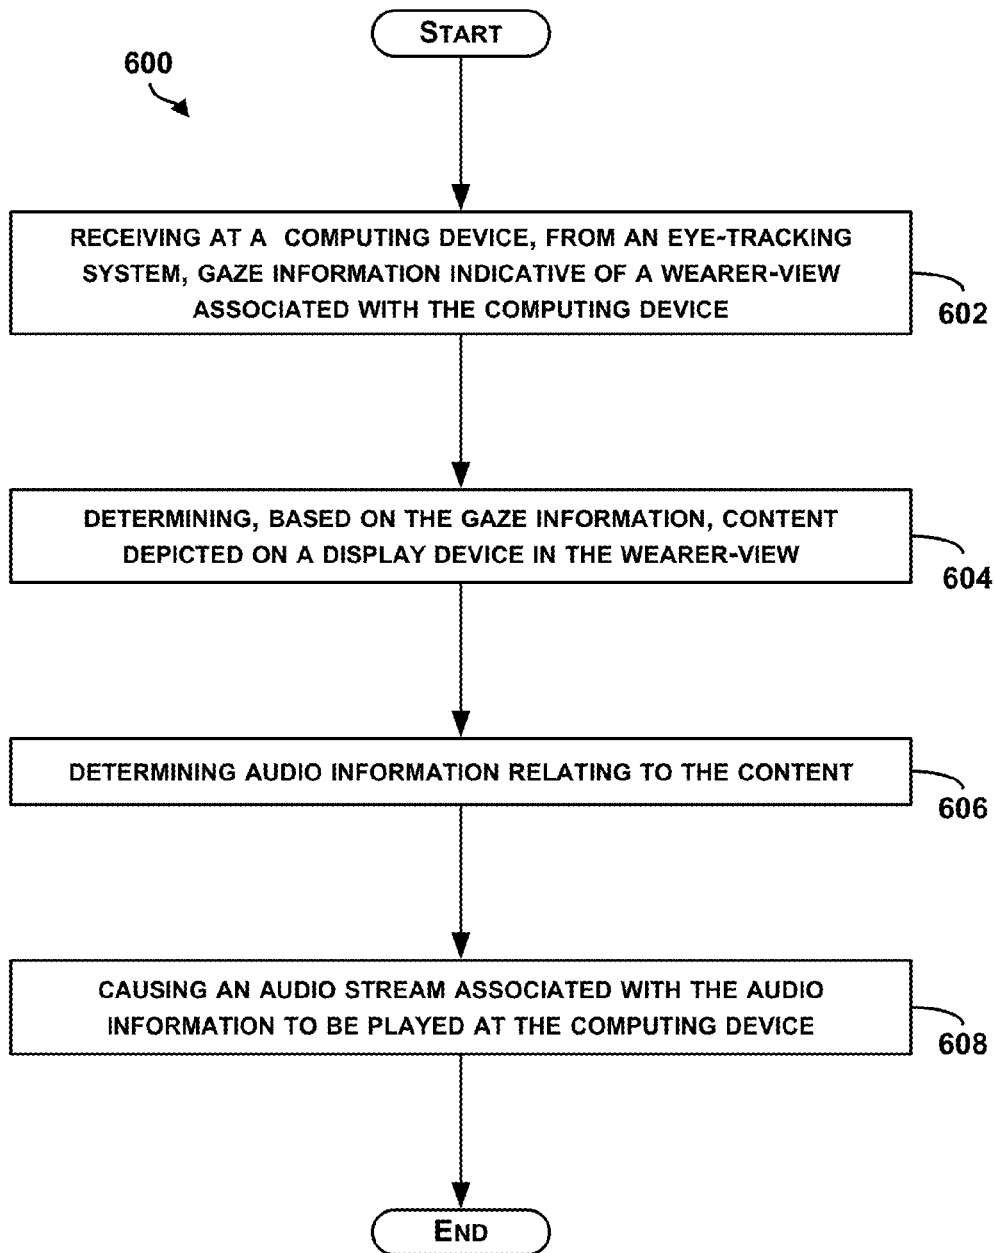 START
600
RECEIVING AT A COMPUTING DEVICE, FROM AN EYE-TRACKING
SYSTEM, GAZE INFORMATION INDICATIVE OF A WEARER-VIEW
ASSOCIATED WITH THE COMPUTING DEVICE
602
DETERMINING, BASED ON THE GAZE INFORMATION, CONTENT
DEPICTED ON A DISPLAY DEVICE IN THE WEARER-VIEW
604
DETERMINING AUDIO INFORMATION RELATING TO THE CONTENT
606
CAUSING AN AUDIO STREAM ASSOCIATED WITH THE AUDIO
INFORMATION TO BE PLAYED AT THE COMPUTING DEVICE
608
END